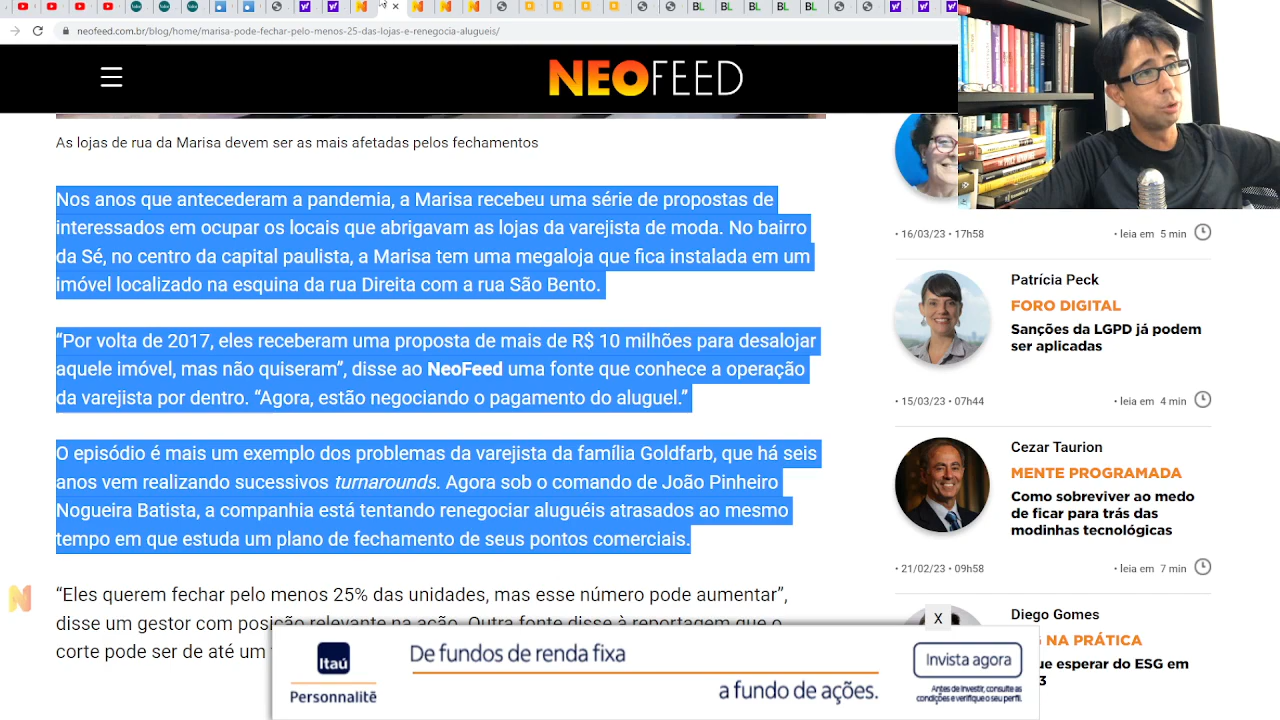 neofeed.com.br/blog/home/marisa-pode-fechar-pelo-menos-25-das-lojas-e-renegocia-alugueis/
NEOFEED
As lojas de rua da Marisa devem ser as mais afetadas pelos fechamentos
Nos anos que antecederam a pandemia, a Marisa recebeu uma série de propostas de
interessados em ocupar os locais que abrigavam as lojas da varejista de moda. No bairro
da Sé, no centro da capital paulista, a Marisa tem uma megaloja que fica instalada em um
imóvel localizado na esquina da rua Direita com a rua São Bento.
“Por volta de 2017, eles receberam uma proposta de mais de R$ 10 milhões para desalojar
aquele imóvel, mas não quiseram”, disse ao NeoFeed uma fonte que conhece a operação
da varejista por dentro. “Agora, estão negociando o pagamento do aluguel.”
O episódio é mais um exemplo dos problemas da varejista da família Goldfarb, que há seis
anos vem realizando sucessivos turnarounds. Agora sob o comando de João Pinheiro
Nogueira Batista, a companhia está tentando renegociar aluguéis atrasados ao mesmo
tempo em que estuda um plano de fechamento de seus pontos comerciais.
“Eles querem fechar pelo menos 25% das unidades, mas esse número pode aumentar”,
disse um gestor com posição relevante na ação. Outra fonte disse à reportagem que o
corte pode ser de até um
• 16/03/23 • 17h58
• leia em 5 min
Patrícia Peck
FORO DIGITAL
Sanções da LGPD já podem
ser aplicadas
• 15/03/23 • 07h44
• leia em 4 min
Cezar Taurion
MENTE PROGRAMADA
Como sobreviver ao medo
de ficar para trás das
modinhas tecnológicas
• 21/02/23 • 09h58
• leia em 7 min
Diego Gomes
NA PRÁTICA
que esperar do ESG em
3
X
Itaú
Personnalité
De fundos de renda fixa
a fundo de ações.
Invista agora
Antes de investir, consulte as
condições e verifique o seu perfil.
N
BL
BL
BL
BL
BL